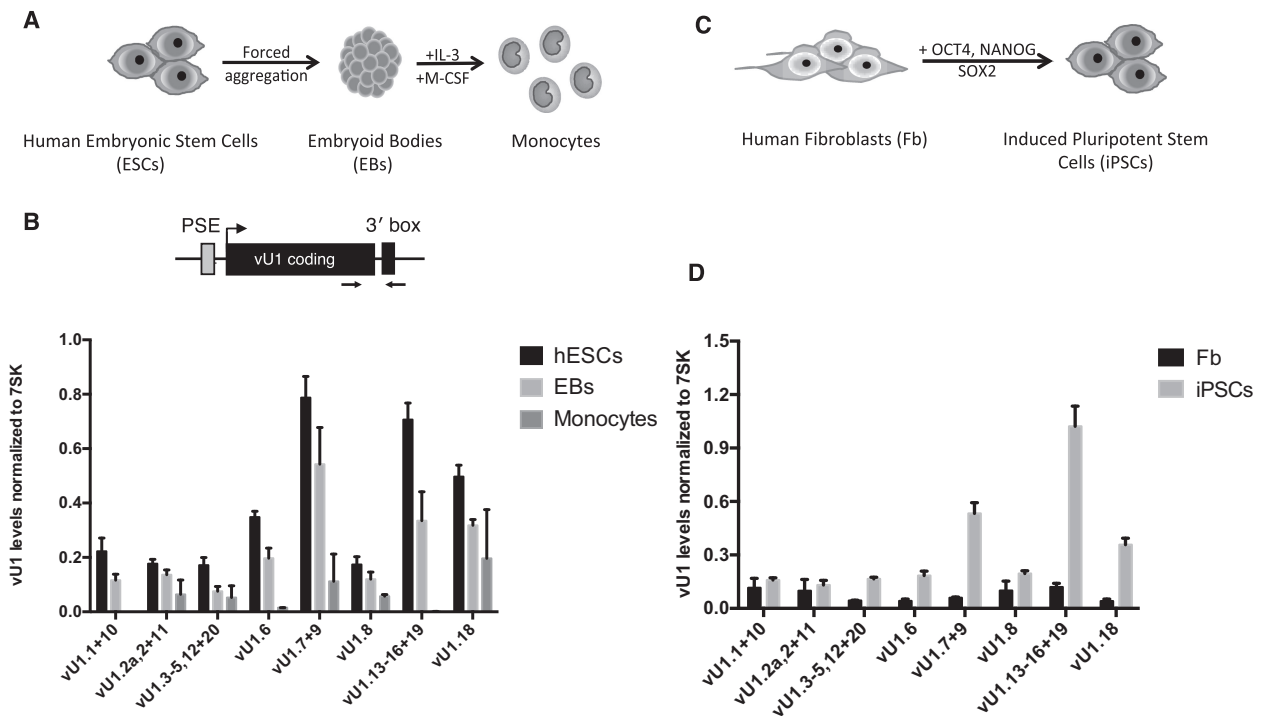 A
Forced
aggregation
+IL-3
+M-CSF
Human Embryonic Stem Cells
(ESCs)
Embryoid Bodies
(EBs)
Monocytes
C
+ OCT4, NANOG
SOX2
Human Fibroblasts (Fb)
Induced Pluripotent Stem
Cells (iPSCs)
B
PSE
3′ box
vU1 coding
vU1 levels normalized to 7SK
1.0
0.8
0.6
0.4
0.2
0.0
hESCs
EBs
Monocytes
vU1.1+10
vU1.2a,2+11
vU1.3-5,12+20
vU1.6
vU1.7+9
vU1.8
vU1.13-16+19
vU1.18
D
vU1 levels normalized to 7SK
1.5
1.2
0.9
0.6
0.3
0.0
Fb
iPSCs
vU1.1+10
vU1.2a,2+11
vU1.3-5,12+20
vU1.6
vU1.7+9
vU1.8
vU1.13-16+19
vU1.18